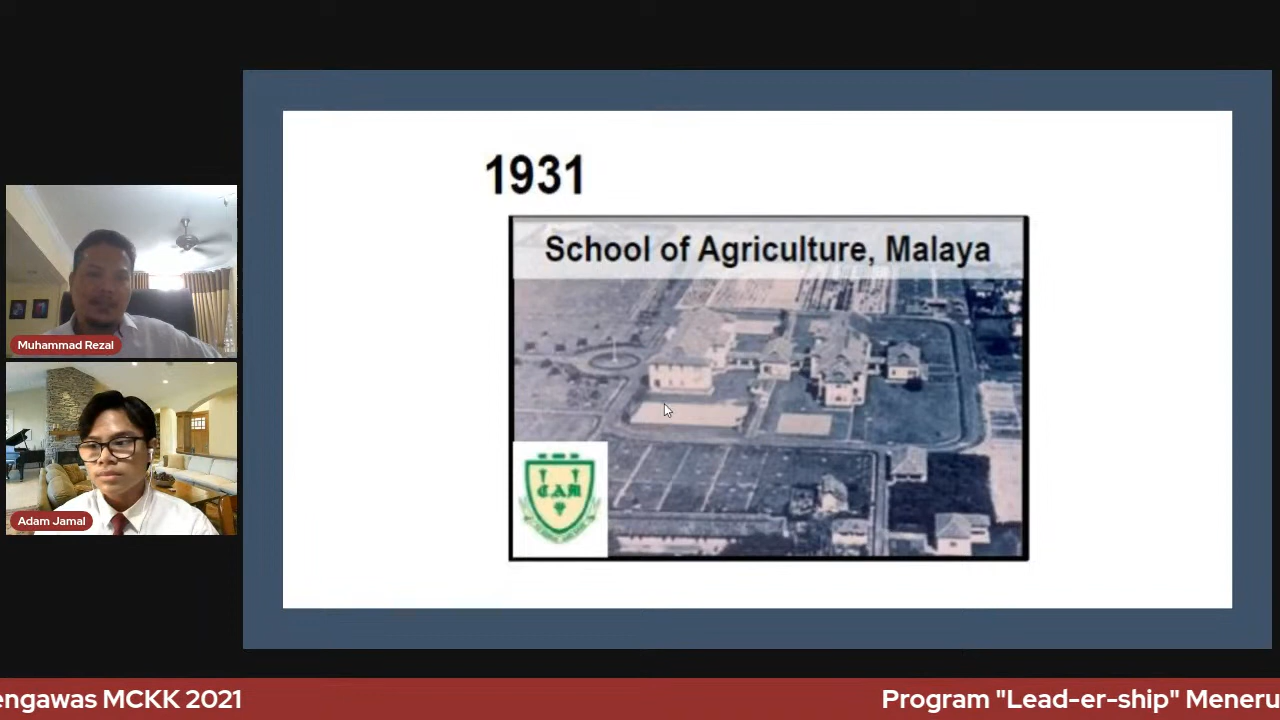 1931
School of Agriculture, Malaya
CAM
Muhammad Rezal
Adam Jamal
engawas MCKK 2021
Program "Lead-er-ship" Meneru